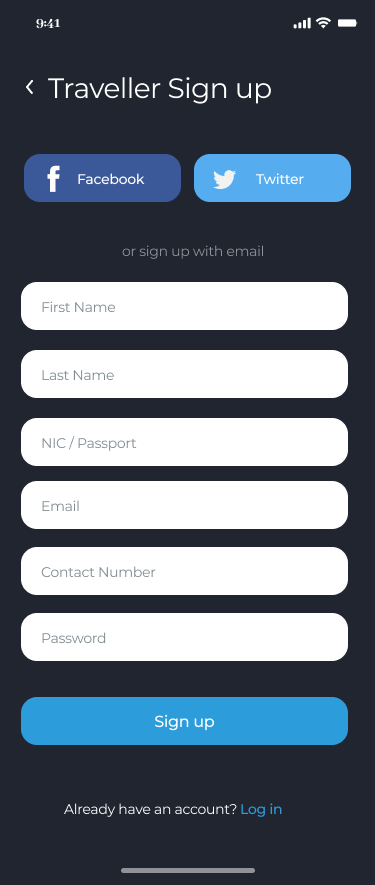 9:41
Traveller Sign up
Facebook
Twitter
or sign up with email
First Name
Last Name
NIC / Passport
Email
Contact Number
Password
Sign up
Already have an account? Log in